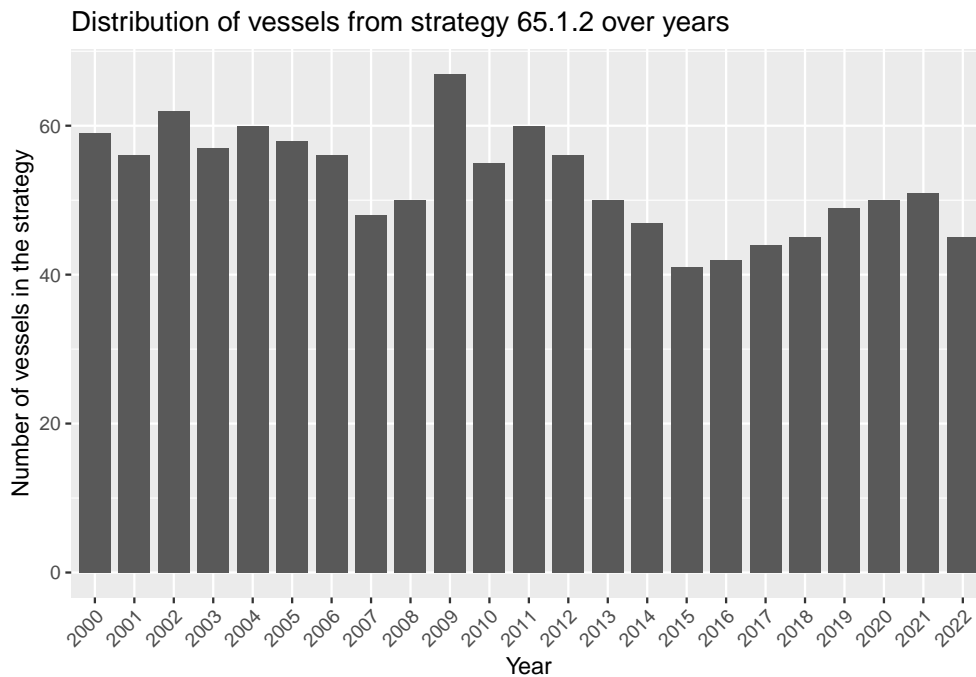 Distribution of vessels from strategy 65.1.2 over years
Number of vessels in the strategy
60
40
20
0
2000 2001 2002 2003 2004 2005 2006 2007 2008 2009 2010 2011 2012 2013 2014 2015 2016 2017 2018 2019 2020 2021 2022
Year